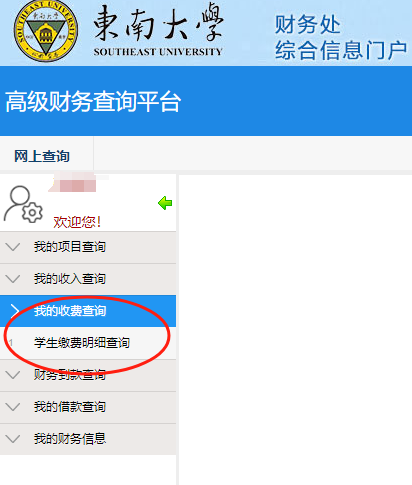 東南大學
SOUTHEAST UNIVERSITY
财务处
综合信息门户
高级财务查询平台
网上查询
欢迎您!
我的项目查询
我的收入查询
我的收费查询
1 学生缴费明细查询
财务到款查询
我的借款查询
我的财务信息